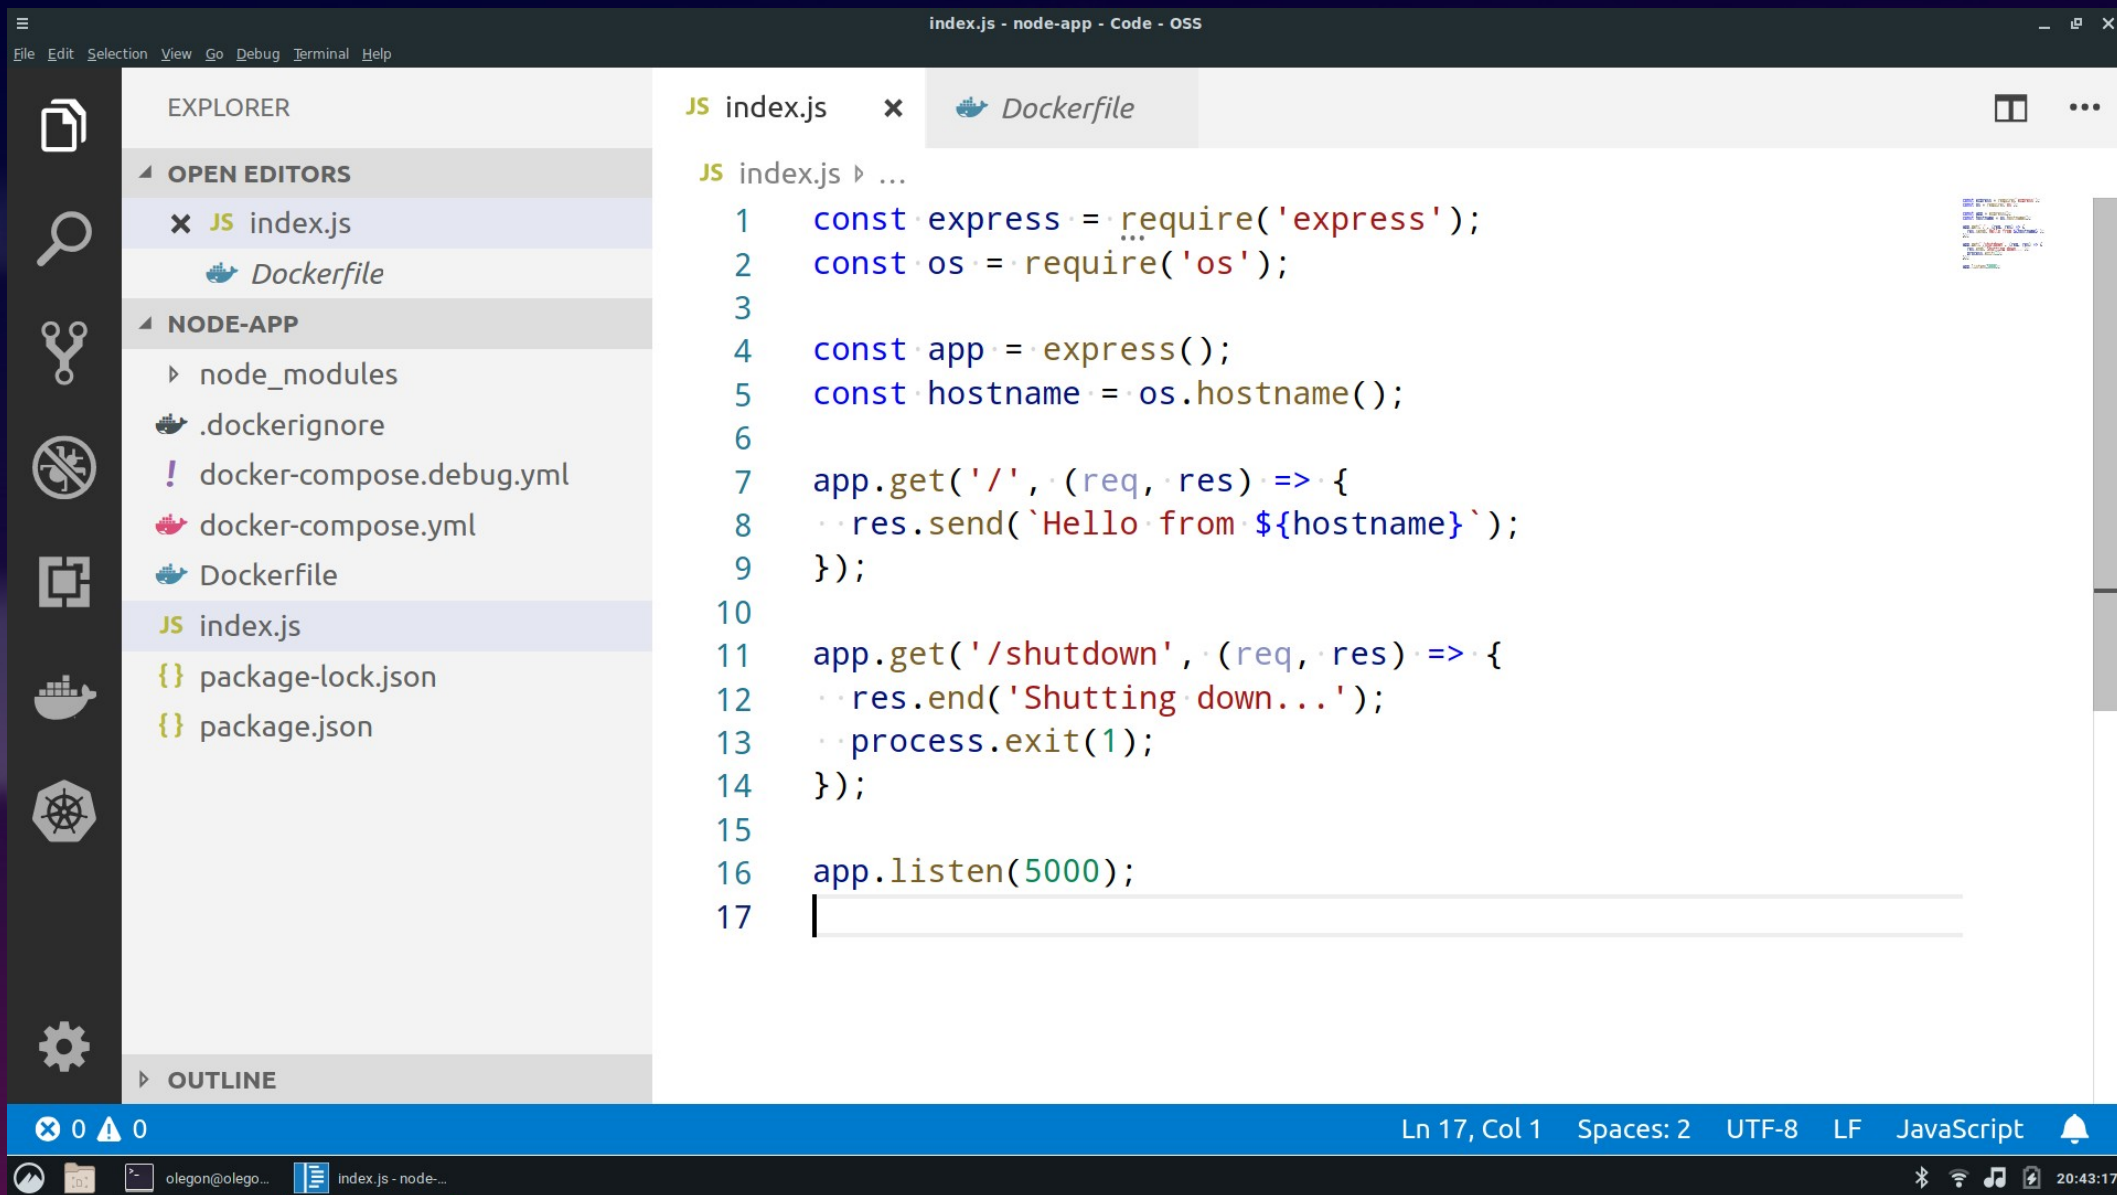 index.js - node-app - Code - OSS
File Edit Selection View Go Debug Terminal Help
EXPLORER
OPEN EDITORS
JS index.js
Dockerfile
NODE-APP
node_modules
.dockerignore
! docker-compose.debug.yml
docker-compose.yml
Dockerfile
JS index.js
{} package-lock.json
{} package.json
OUTLINE
JS index.js
Dockerfile
JS index.js ...
1 const express = require('express');
2 const os = require('os');
3
4 const app = express();
5 const hostname = os.hostname();
6
7 app.get('/', (req, res) => {
8   res.send(`Hello from ${hostname}`);
9 });
10
11 app.get('/shutdown', (req, res) => {
12   res.end('Shutting down...');
13   process.exit(1);
14 });
15
16 app.listen(5000);
17
0 0
Ln 17, Col 1 Spaces: 2 UTF-8 LF JavaScript
olegon@olego... index.js - node-... 20:43:17